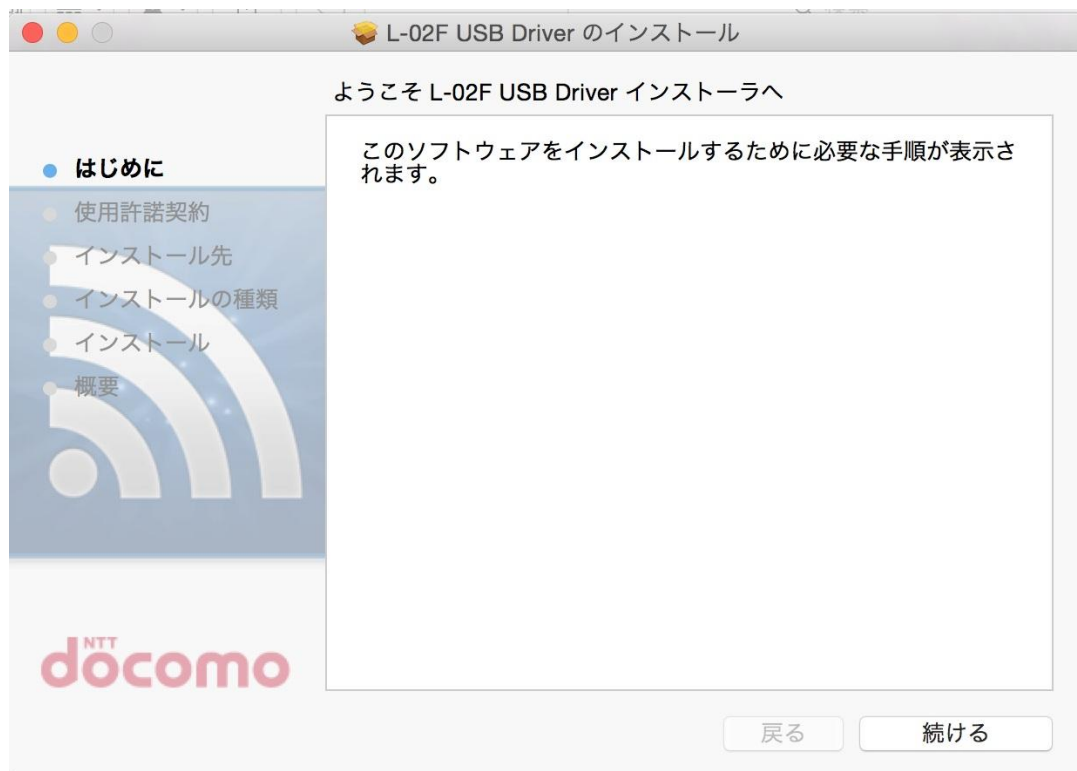 L-02F USB Driver のインストール
ようこそ L-02F USB Driver インストーラへ
はじめに
使用許諾契約
インストール先
インストールの種類
インストール
概要
このソフトウェアをインストールするために必要な手順が表示さ
れます。
NTT
docomo
戻る
続ける